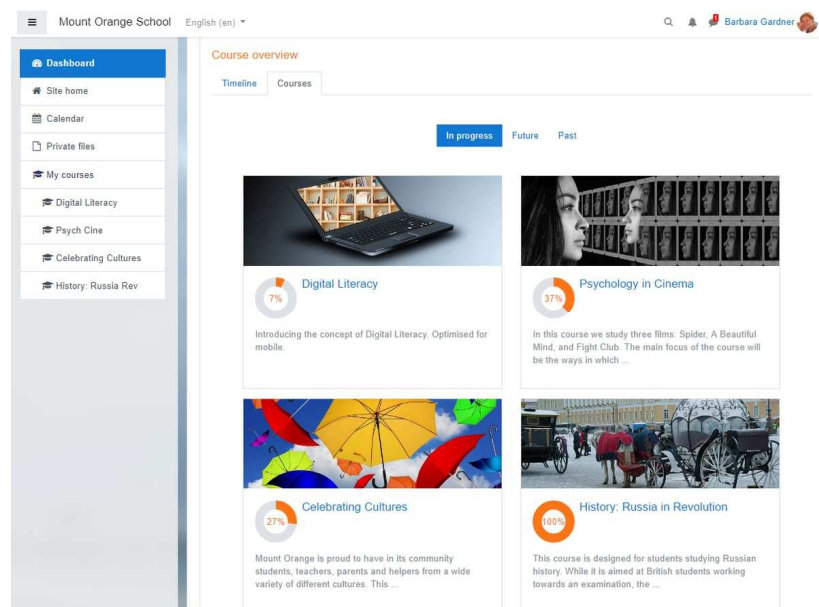 Mount Orange School English (en)
1
Barbara Gardner
Dashboard
Site home
Calendar
Private files
My courses
Digital Literacy
Psych Cine
Celebrating Cultures
History: Russia Rev
Course overview
Timeline Courses
In progress Future Past
7%
Digital Literacy
Introducing the concept of Digital Literacy. Optimised for
mobile.
37%
Psychology in Cinema
In this course we study three films: Spider, A Beautiful
Mind, and Fight Club. The main focus of the course will
be the ways in which ...
27%
Celebrating Cultures
Mount Orange is proud to have in its community
students, teachers, parents and helpers from a wide
variety of different cultures. This ...
100%
History: Russia in Revolution
This course is designed for students studying Russian
history. While it is aimed at British students working
towards an examination, the ...